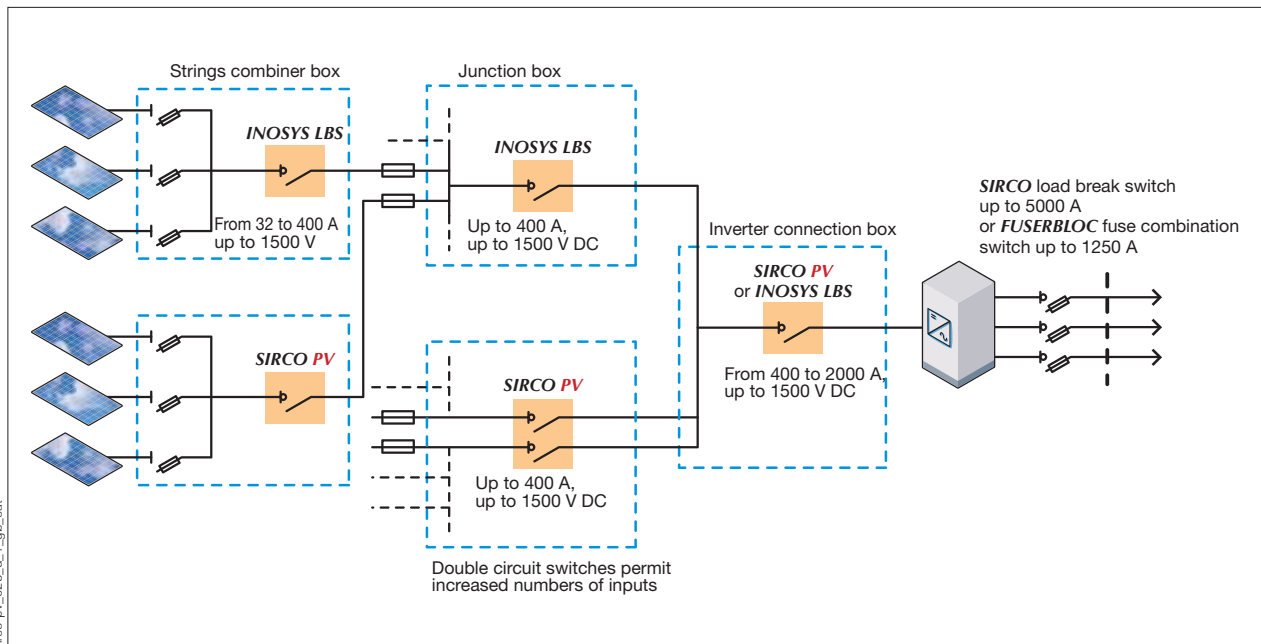 Strings combiner box
INOSYS LBS
From 32 to 400 A
up to 1500 V
SIRCO PV
Junction box
INOSYS LBS
Up to 400 A,
up to 1500 V DC
SIRCO PV
Up to 400 A,
up to 1500 V DC
Double circuit switches permit
increased numbers of inputs
Inverter connection box
SIRCO PV
or INOSYS LBS
From 400 to 2000 A,
up to 1500 V DC
SIRCO load break switch
up to 5000 A
or FUSERBLOC fuse combination
switch up to 1250 A